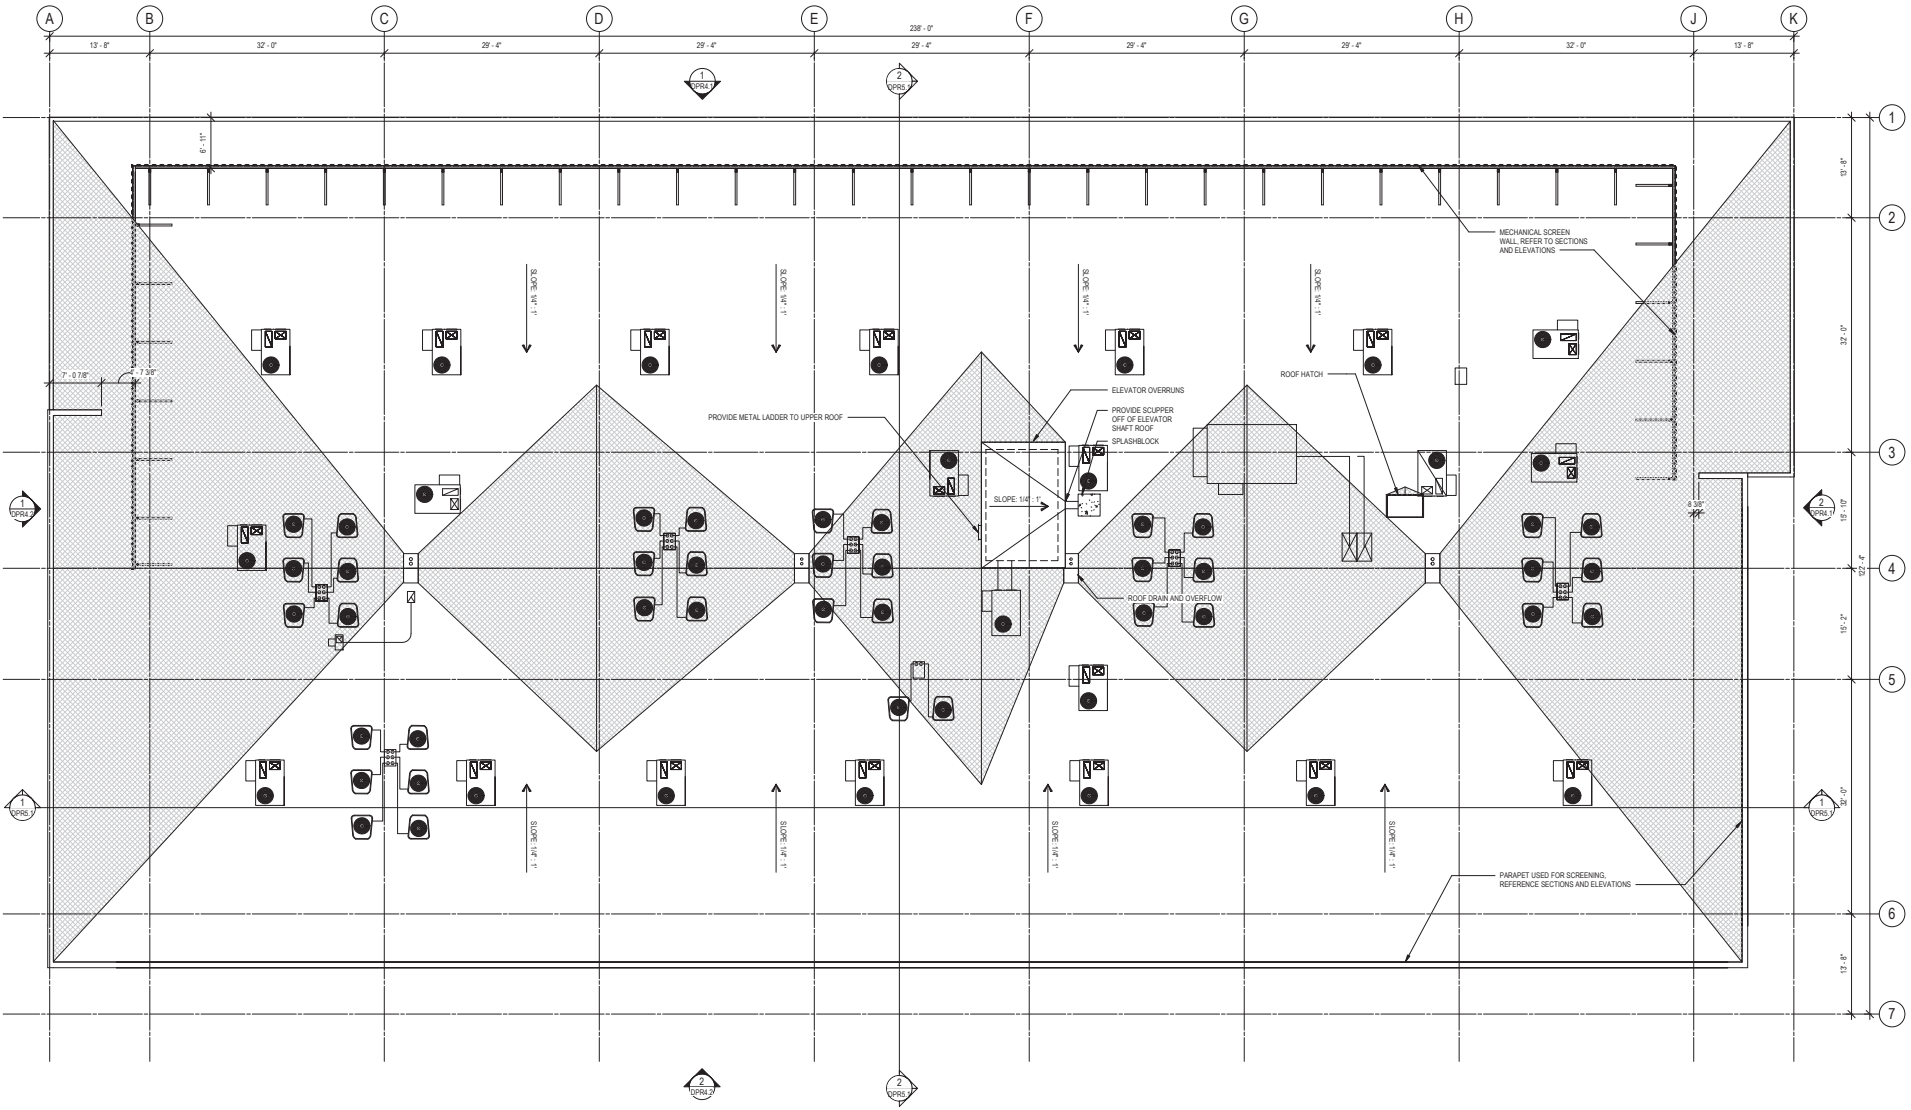 A
B
C
D
E
F
G
H
J
K
238' - 0"
13' - 8"
32' - 0"
29' - 4"
29' - 4"
29' - 4"
29' - 4"
29' - 4"
32' - 0"
13' - 8"
1
DPR4.1
2
DPR5.1
1
6' - 11"
13' - 8"
2
MECHANICAL SCREEN
WALL, REFER TO SECTIONS
AND ELEVATIONS
SLOPE: 1/4" : 1'
SLOPE: 1/4" : 1'
SLOPE: 1/4" : 1'
SLOPE: 1/4" : 1'
32' - 0"
7' - 0 7/8"
7 3/8"
ROOF HATCH
ELEVATOR OVERRUNS
PROVIDE METAL LADDER TO UPPER ROOF
PROVIDE SCUPPER
OFF OF ELEVATOR
SHAFT ROOF
SPLASHBLOCK
3
SLOPE: 1/4" : 1'
1
DPR4.2
8 3/8"
2
DPR4.1
15' - 10"
122' - 4"
4
ROOF DRAIN AND OVERFLOW
15' - 2"
5
1
DPR5.1
32' - 0"
1
DPR5.1
SLOPE: 1/4" : 1'
SLOPE: 1/4" : 1'
SLOPE: 1/4" : 1'
SLOPE: 1/4" : 1'
PARAPET USED FOR SCREENING,
REFERENCE SECTIONS AND ELEVATIONS
6
13' - 8"
7
2
DPR4.2
2
DPR5.1